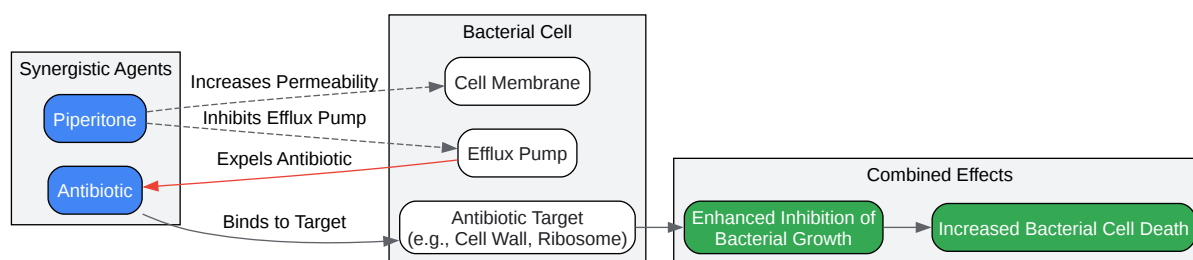 Synergistic Agents
Piperitone
Antibiotic
Increases Permeability
Inhibits Efflux Pump
Expels Antibiotic
Binds to Target
Bacterial Cell
Cell Membrane
Efflux Pump
Antibiotic Target
(e.g., Cell Wall, Ribosome)
Combined Effects
Enhanced Inhibition of
Bacterial Growth
Increased Bacterial Cell Death